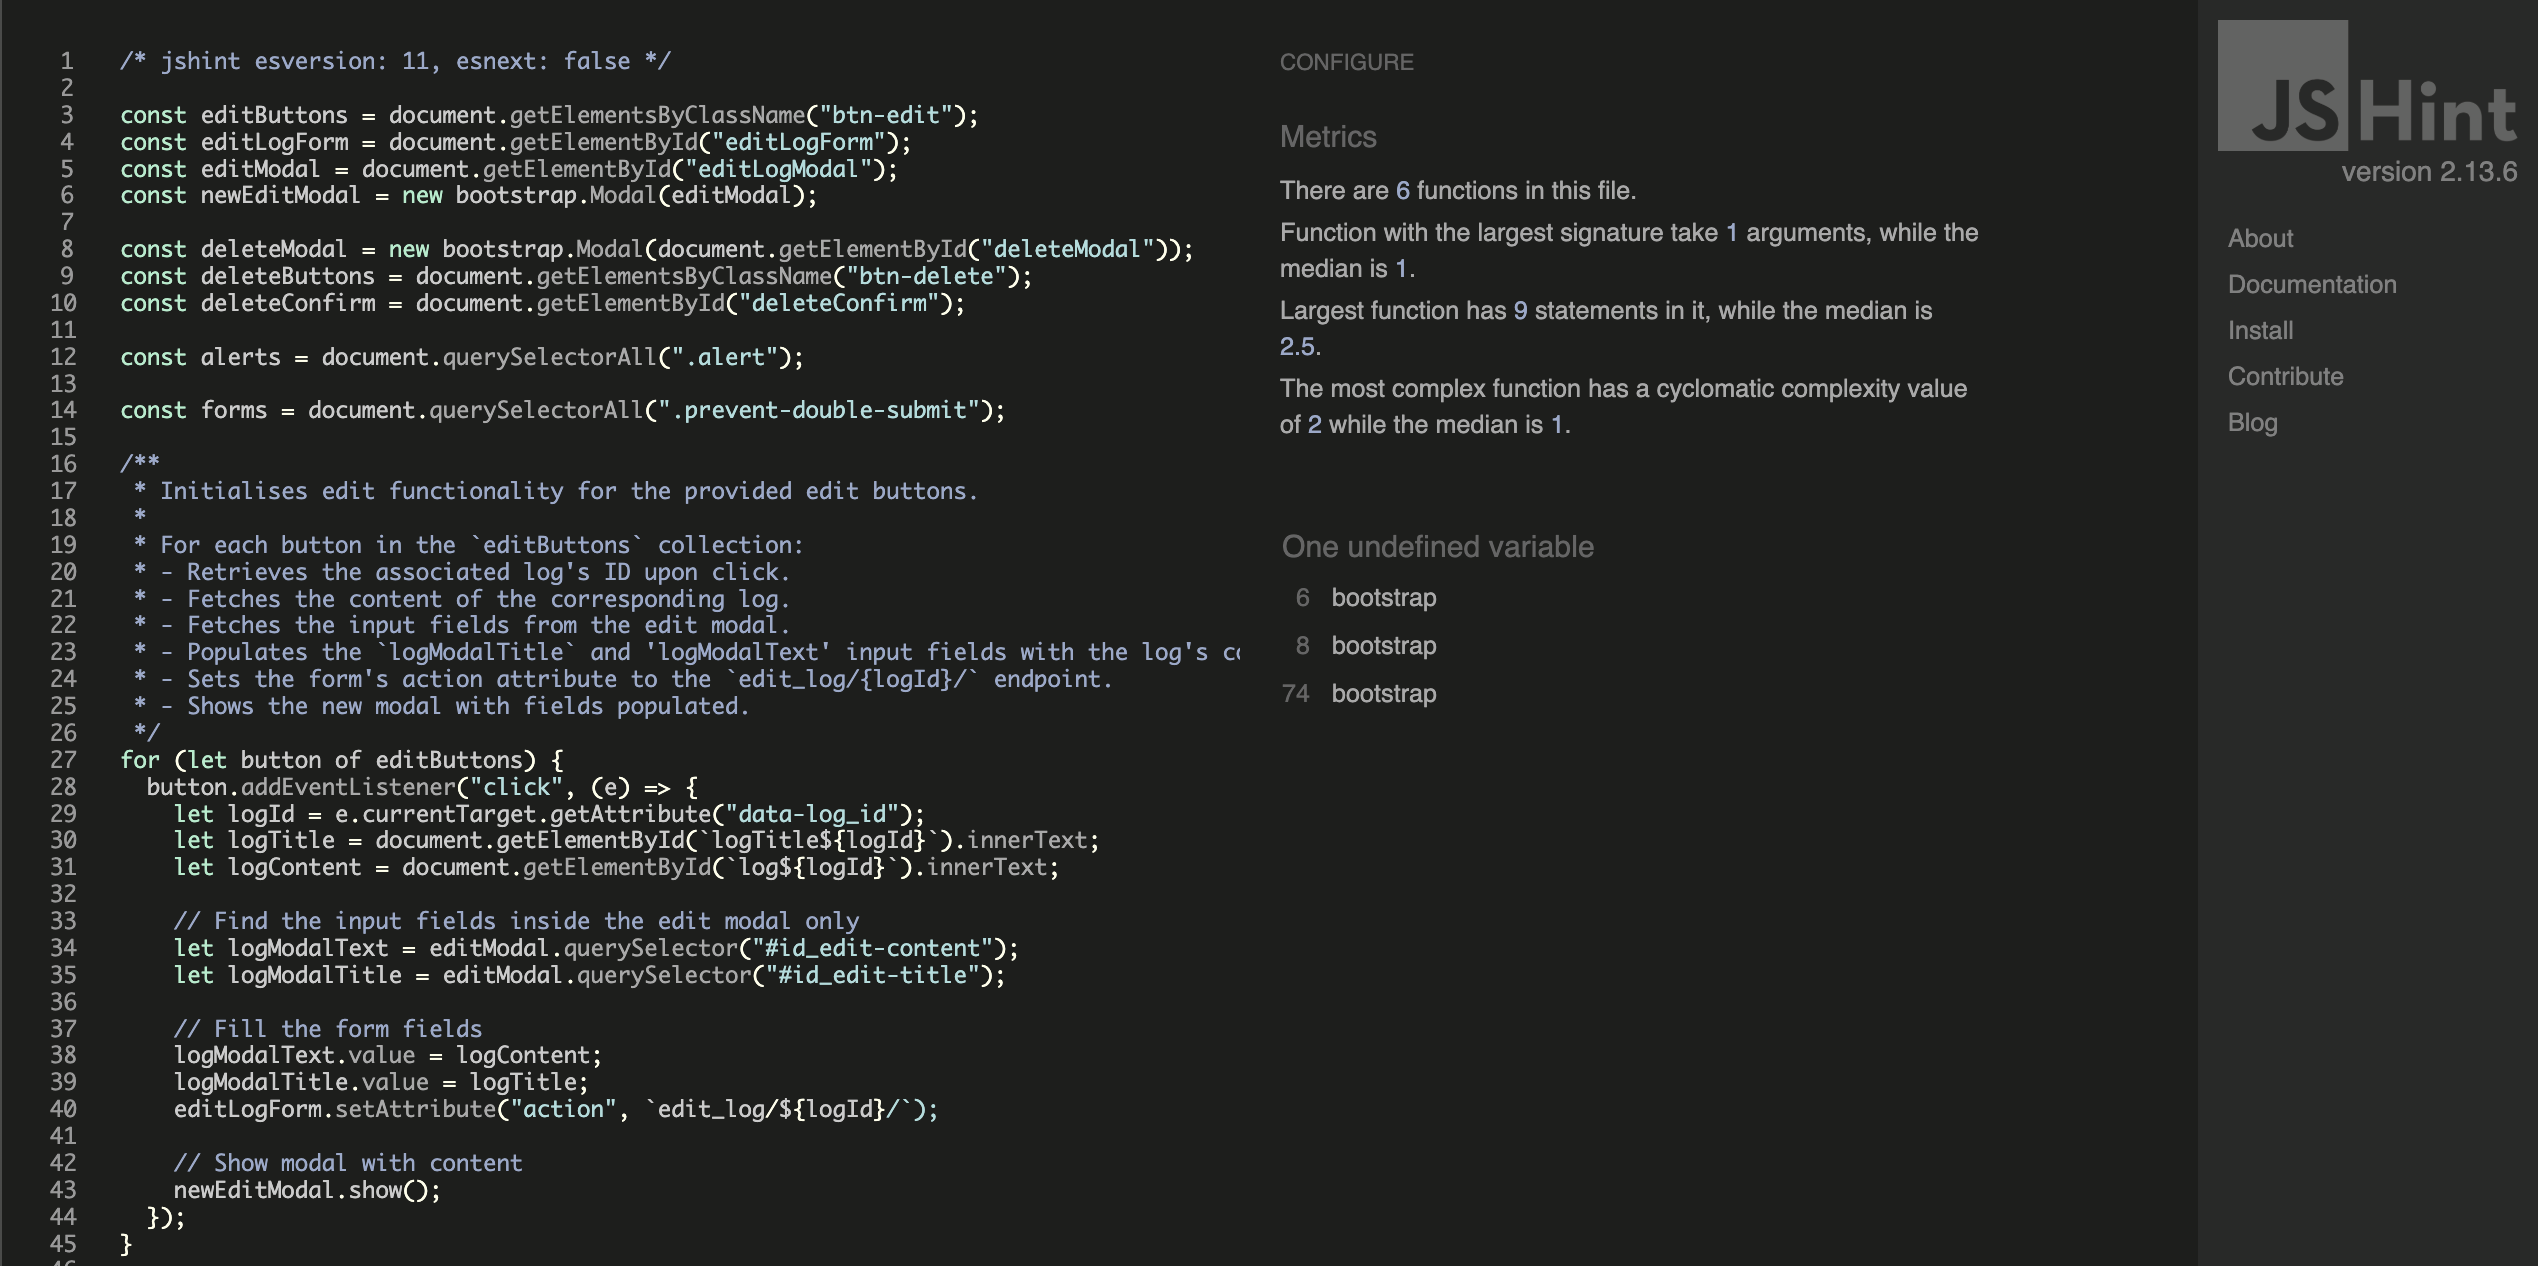 1 /* jshint esversion: 11, esnext: false */
2
3 const editButtons = document.getElementsByClassName("btn-edit");
4 const editLogForm = document.getElementById("editLogForm");
5 const editModal = document.getElementById("editLogModal");
6 const newEditModal = new bootstrap.Modal(editModal);
7
8 const deleteModal = new bootstrap.Modal(document.getElementById("deleteModal"));
9 const deleteButtons = document.getElementsByClassName("btn-delete");
10 const deleteConfirm = document.getElementById("deleteConfirm");
11
12 const alerts = document.querySelectorAll(".alert");
13
14 const forms = document.querySelectorAll(".prevent-double-submit");
15
16 /**
17 * Initialises edit functionality for the provided edit buttons.
18 *
19 * For each button in the `editButtons` collection:
20 * - Retrieves the associated log's ID upon click.
21 * - Fetches the content of the corresponding log.
22 * - Fetches the input fields from the edit modal.
23 * - Populates the `logModalTitle` and 'logModalText' input fields with the log's
24 * - Sets the form's action attribute to the `edit_log/{logId}/` endpoint.
25 * - Shows the new modal with fields populated.
26 */
27 for (let button of editButtons) {
28 button.addEventListener("click", (e) => {
29 let logId = e.currentTarget.getAttribute("data-log_id");
30 let logTitle = document.getElementById(`logTitle${logId}`).innerText;
31 let logContent = document.getElementById(`log${logId}`).innerText;
32
33 // Find the input fields inside the edit modal only
34 let logModalText = editModal.querySelector("#id_edit-content");
35 let logModalTitle = editModal.querySelector("#id_edit-title");
36
37 // Fill the form fields
38 logModalText.value = logContent;
39 logModalTitle.value = logTitle;
40 editLogForm.setAttribute("action", `edit_log/${logId}/`);
41
42 // Show modal with content
43 newEditModal.show();
44 });
45 }
CONFIGURE
Metrics
There are 6 functions in this file.
Function with the largest signature take 1 arguments, while the
median is 1.
Largest function has 9 statements in it, while the median is
2.5.
The most complex function has a cyclomatic complexity value
of 2 while the median is 1.
One undefined variable
6 bootstrap
8 bootstrap
74 bootstrap
JSHint
version 2.13.6
About
Documentation
Install
Contribute
Blog